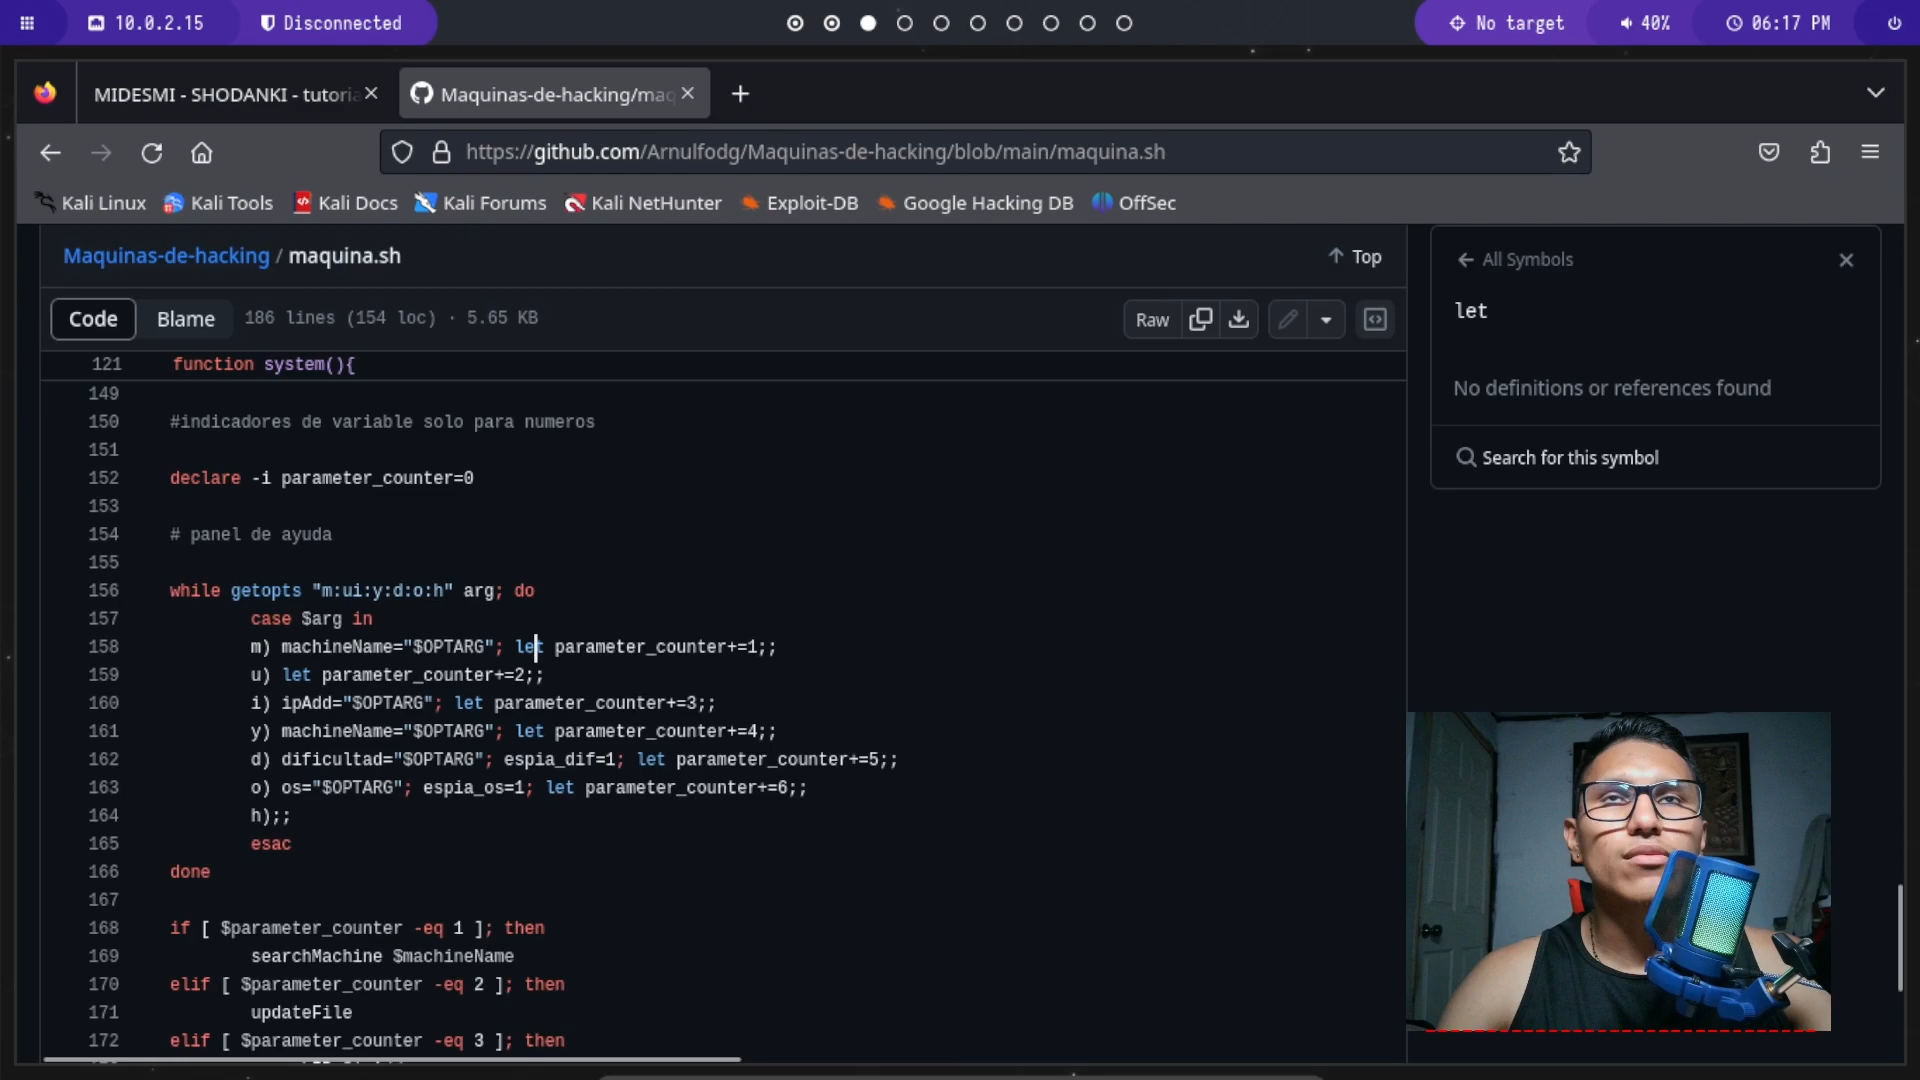 10.0.2.15 Disconnected No target 40% 06:17 PM
MIDESMI - SHODANKI - tutoria Maquinas-de-hacking/maq
https://github.com/Arnulfodg/Maquinas-de-hacking/blob/main/maquina.sh
Kali Linux Kali Tools Kali Docs Kali Forums Kali NetHunter Exploit-DB Google Hacking DB OffSec
Maquinas-de-hacking / maquina.sh Top
Code Blame 186 lines (154 loc) · 5.65 KB Raw
121 function system(){
149
150 #indicadores de variable solo para numeros
151
152 declare -i parameter_counter=0
153
154 # panel de ayuda
155
156 while getopts "m:ui:y:d:o:h" arg; do
157 case $arg in
158 m) machineName="$OPTARG"; let parameter_counter+=1;;
159 u) let parameter_counter+=2;;
160 i) ipAdd="$OPTARG"; let parameter_counter+=3;;
161 y) machineName="$OPTARG"; let parameter_counter+=4;;
162 d) dificultad="$OPTARG"; espia_dif=1; let parameter_counter+=5;;
163 o) os="$OPTARG"; espia_os=1; let parameter_counter+=6;;
164 h);;
165 esac
166 done
167
168 if [ $parameter_counter -eq 1 ]; then
169 searchMachine $machineName
170 elif [ $parameter_counter -eq 2 ]; then
171 updateFile
172 elif [ $parameter_counter -eq 3 ]; then
All Symbols
let
No definitions or references found
Search for this symbol